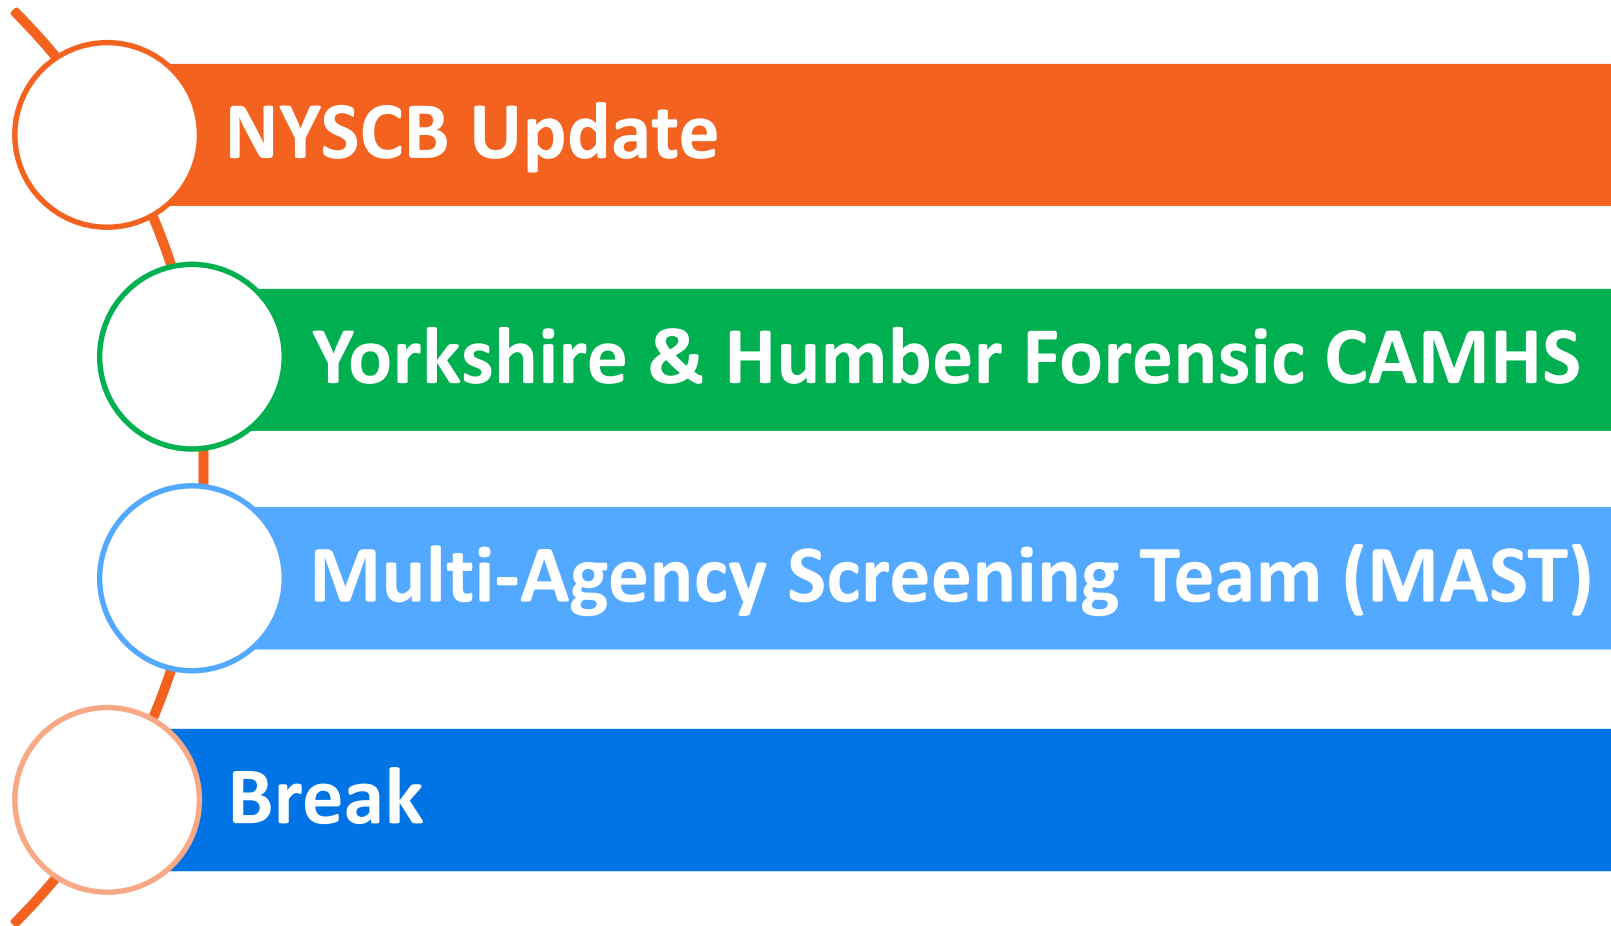 NYSCB Update
Yorkshire & Humber Forensic CAMHS
Multi-Agency Screening Team (MAST)
Break